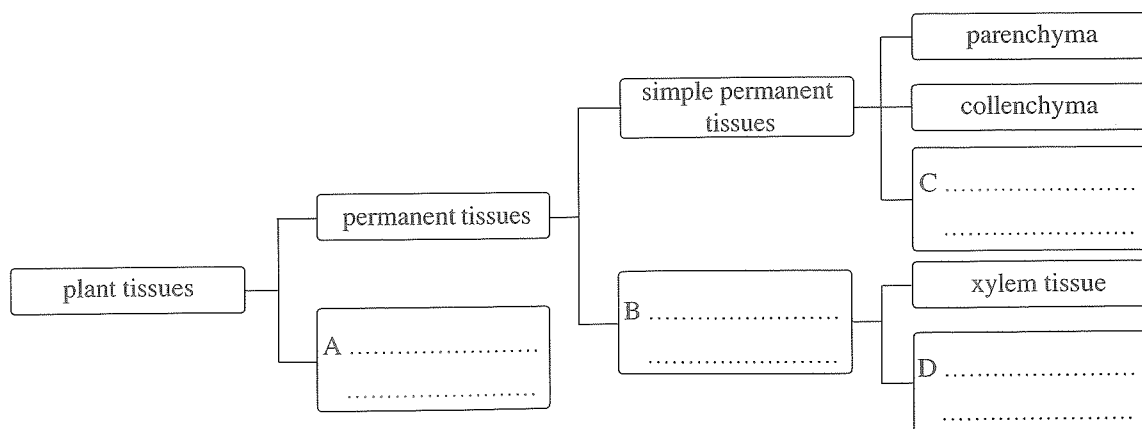 parenchyma
simple permanent
tissues
collenchyma
C ..............................
..............................
permanent tissues
plant tissues
xylem tissue
B ..............................
..............................
A ..............................
..............................
D ..............................
..............................